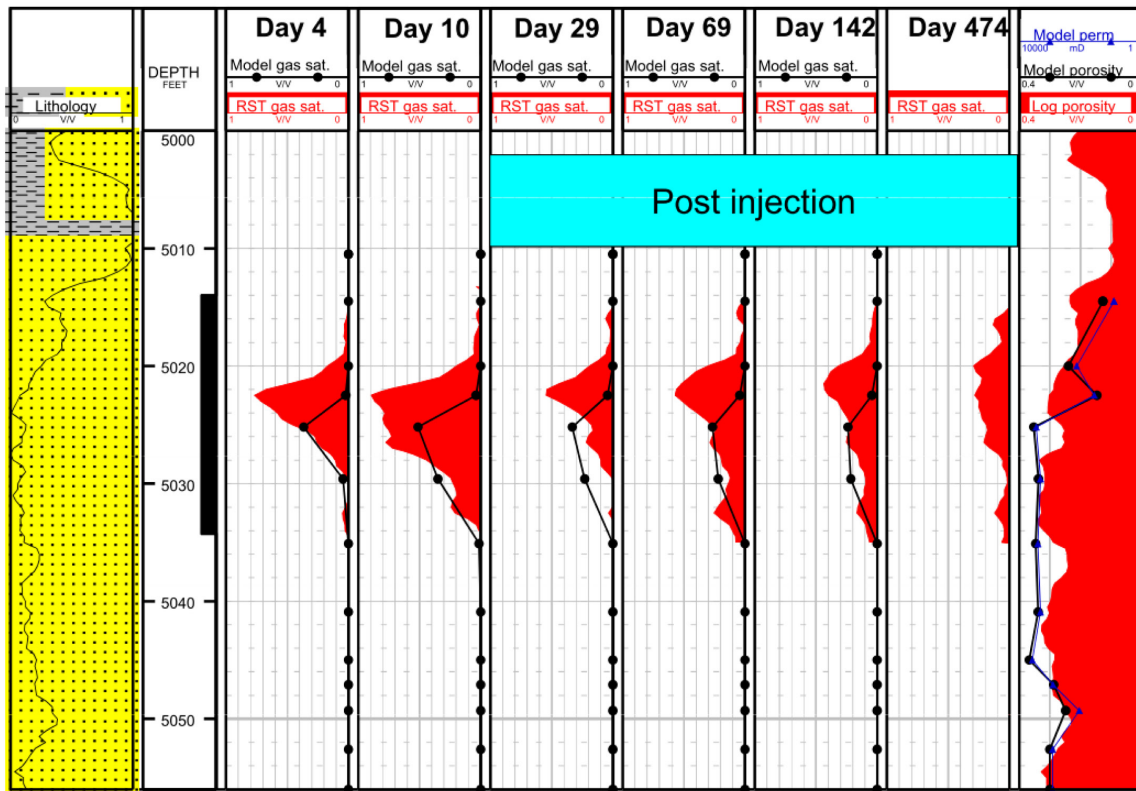 Day 4
Day 10
Day 29
Day 69
Day 142
Day 474
Model perm
10000 mD 1
DEPTH
FEET
Model gas sat.
1 V/V 0
Model gas sat.
1 V/V 0
Model gas sat.
1 V/V 0
Model gas sat.
1 V/V 0
Model gas sat.
1 V/V 0
Model porosity
0.4 V/V 0
Lithology
0 V/V 1
RST gas sat.
1 V/V 0
RST gas sat.
1 V/V 0
RST gas sat.
1 V/V 0
RST gas sat.
1 V/V 0
RST gas sat.
1 V/V 0
RST gas sat.
1 V/V 0
Log porosity
0.4 V/V 0
5000
Post injection
5010
5020
5030
5040
5050